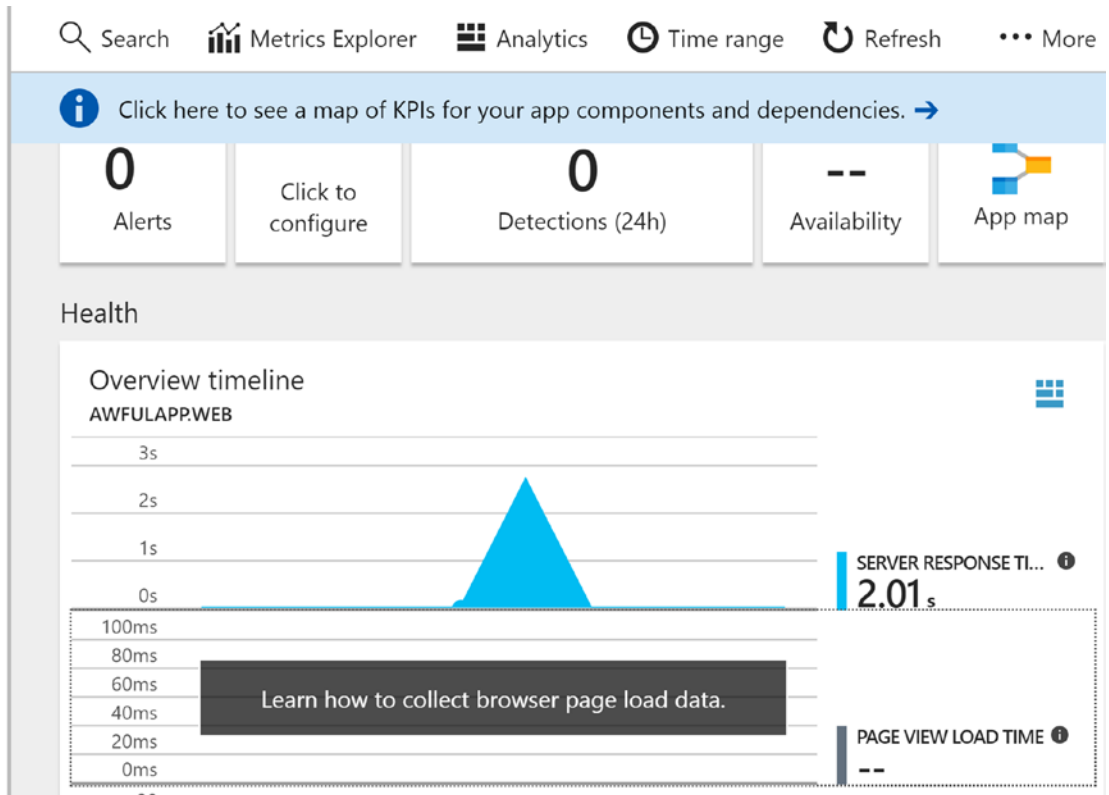 Search Metrics Explorer Analytics Time range Refresh More
Click here to see a map of KPIs for your app components and dependencies.
0
Alerts
Click to
configure
0
Detections (24h)
--
Availability
App map
Health
Overview timeline
AWFULAPP.WEB
3s
2s
1s
0s
SERVER RESPONSE TI...
2.01 s
100ms
80ms
60ms
40ms
20ms
0ms
Learn how to collect browser page load data.
PAGE VIEW LOAD TIME
--